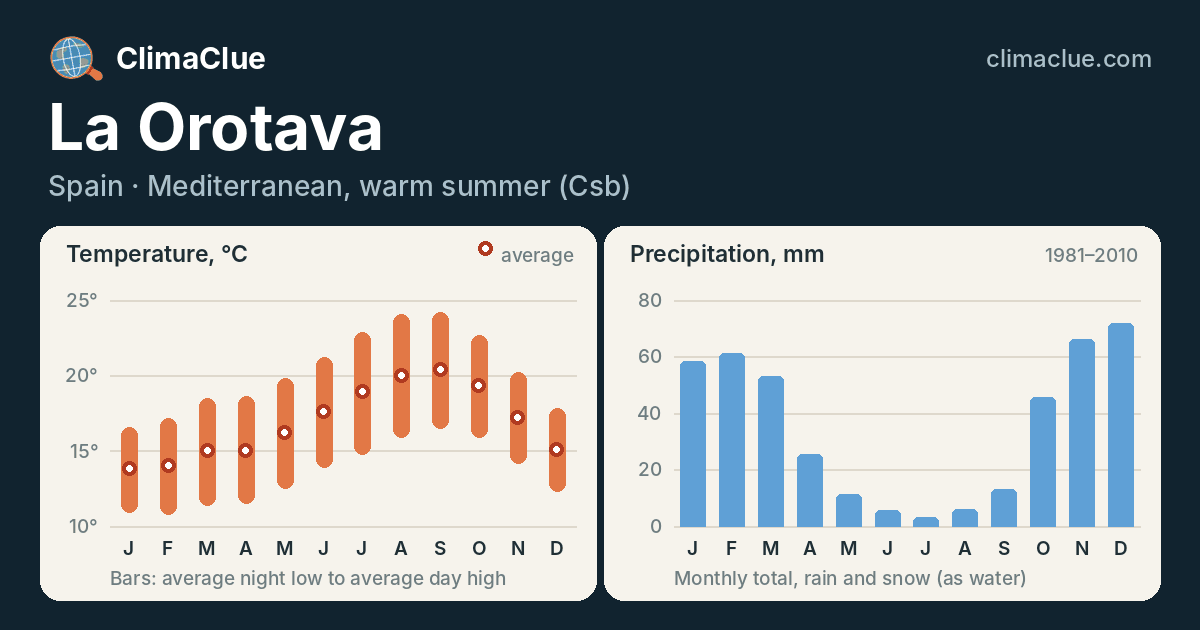 ClimaClue
climaclue.com
La Orotava
Spain · Mediterranean, warm summer (Csb)
Temperature, °C
average
25°
20°
15°
10°
J F M A M J J A S O N D
Bars: average night low to average day high
Precipitation, mm
1981–2010
80
60
40
20
0
J F M A M J J A S O N D
Monthly total, rain and snow (as water)